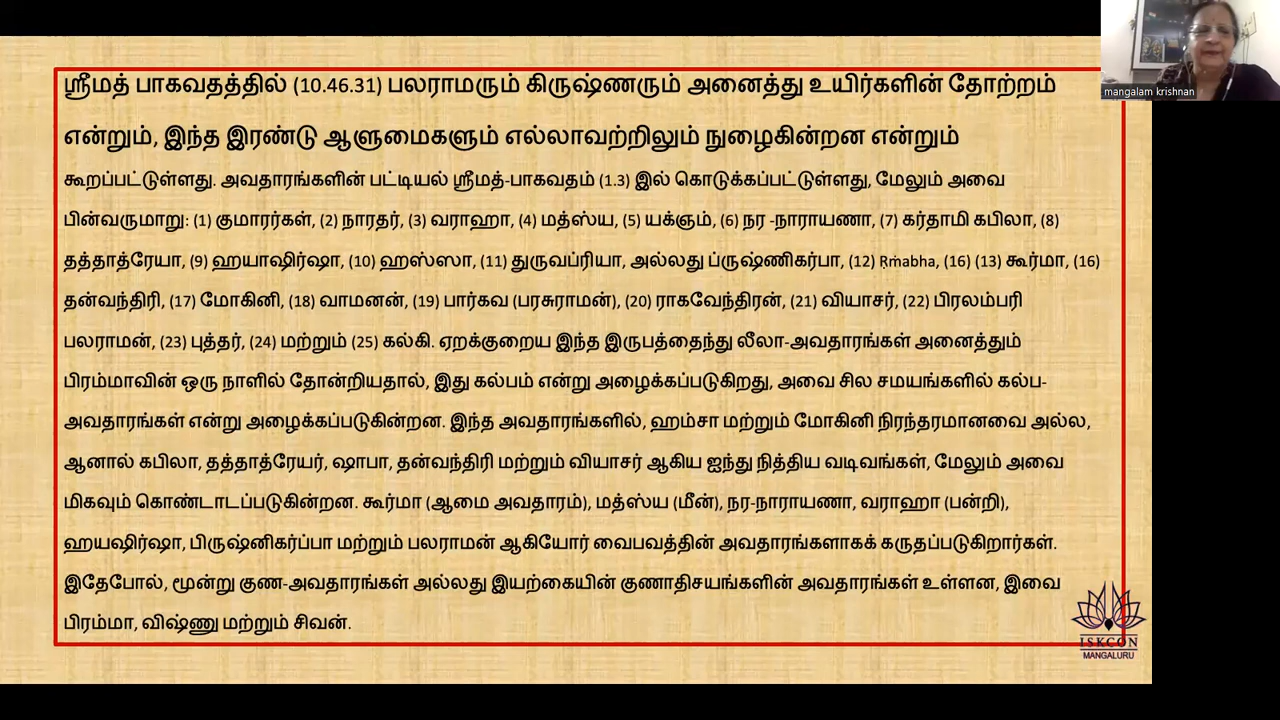 ஸ்ரீமத் பாகவதத்தில் (10.46.31) பலராமரும் கிருஷ்ணரும் அனைத்து உயிர்களின் தோற்றம்
என்றும், இந்த இரண்டு ஆளுமைகளும் எல்லாவற்றிலும் நுழைகின்றன என்றும்
கூறப்பட்டுள்ளது. அவதாரங்களின் பட்டியல் ஸ்ரீமத்-பாகவதம் (1.3) இல் கொடுக்கப்பட்டுள்ளது, மேலும் அவை
பின்வருமாறு: (1) குமாரர்கள், (2) நாரதர், (3) வராஹா, (4) மத்ஸ்ய, (5) யக்ஞம், (6) நர -நாராயணா, (7) கர்தாமி கபிலா, (8)
தத்தாத்ரேயா, (9) ஹயாஷிர்ஷா, (10) ஹஸ்ஸா, (11) துருவப்ரியா, அல்லது ப்ருஷ்ணிகர்பா, (12) Ṛṁabha, (16) (13) கூர்மா, (16)
தன்வந்திரி, (17) மோகினி, (18) வாமனன், (19) பார்கவ (பரசுராமன்), (20) ராகவேந்திரன், (21) வியாசர், (22) பிரலம்பரி
பலராமன், (23) புத்தர், (24) மற்றும் (25) கல்கி. ஏறக்குறைய இந்த இருபத்தைந்து லீலா-அவதாரங்கள் அனைத்தும்
பிரம்மாவின் ஒரு நாளில் தோன்றியதால், இது கல்பம் என்று அழைக்கப்படுகிறது, அவை சில சமயங்களில் கல்ப-
அவதாரங்கள் என்று அழைக்கப்படுகின்றன. இந்த அவதாரங்களில், ஹம்சா மற்றும் மோகினி நிரந்தரமானவை அல்ல,
ஆனால் கபிலா, தத்தாத்ரேயர், ஷாபா, தன்வந்திரி மற்றும் வியாசர் ஆகிய ஐந்து நித்திய வடிவங்கள், மேலும் அவை
மிகவும் கொண்டாடப்படுகின்றன. கூர்மா (ஆமை அவதாரம்), மத்ஸ்ய (மீன்), நர-நாராயணா, வராஹா (பன்றி),
ஹயஷிர்ஷா, பிருஷ்னிகர்ப்பா மற்றும் பலராமன் ஆகியோர் வைபவத்தின் அவதாரங்களாகக் கருதப்படுகிறார்கள்.
இதேபோல், மூன்று குண-அவதாரங்கள் அல்லது இயற்கையின் குணாதிசயங்களின் அவதாரங்கள் உள்ளன, இவை
பிரம்மா, விஷ்ணு மற்றும் சிவன்.
mangalam krishnan
ISKCON
MANGALURU